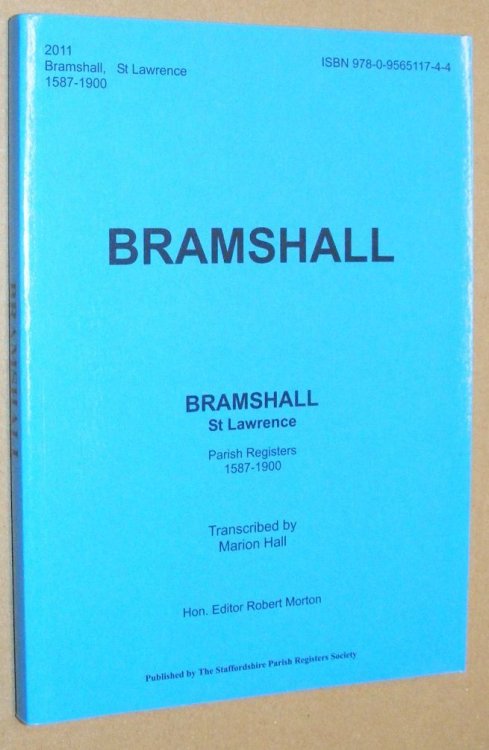 2011
Bramshall, St Lawrence
1587-1900
ISBN 978-0-9565117-4-4
BRAMSHALL
BRAMSHALL
St Lawrence
Parish Registers
1587-1900
Transcribed by
Marion Hall
Hon. Editor Robert Morton
Published by The Staffordshire Parish Registers Society
BRAMSHALL